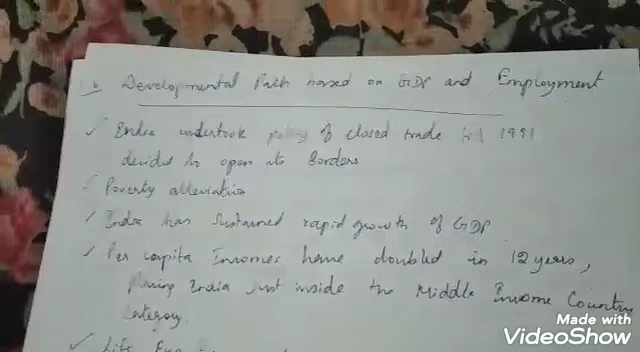 Developmental Path based on GDP and Employment
✓ India undertook policy of closed trade till 1991
decided to open its Borders
✓ Poverty alleviation
✓ India has sustained rapid growth of GDP
✓ Per capita Incomes have doubled in 12 years,
placing India just inside the Middle Income Country
category.
✓ Life
Made with
VideoShow